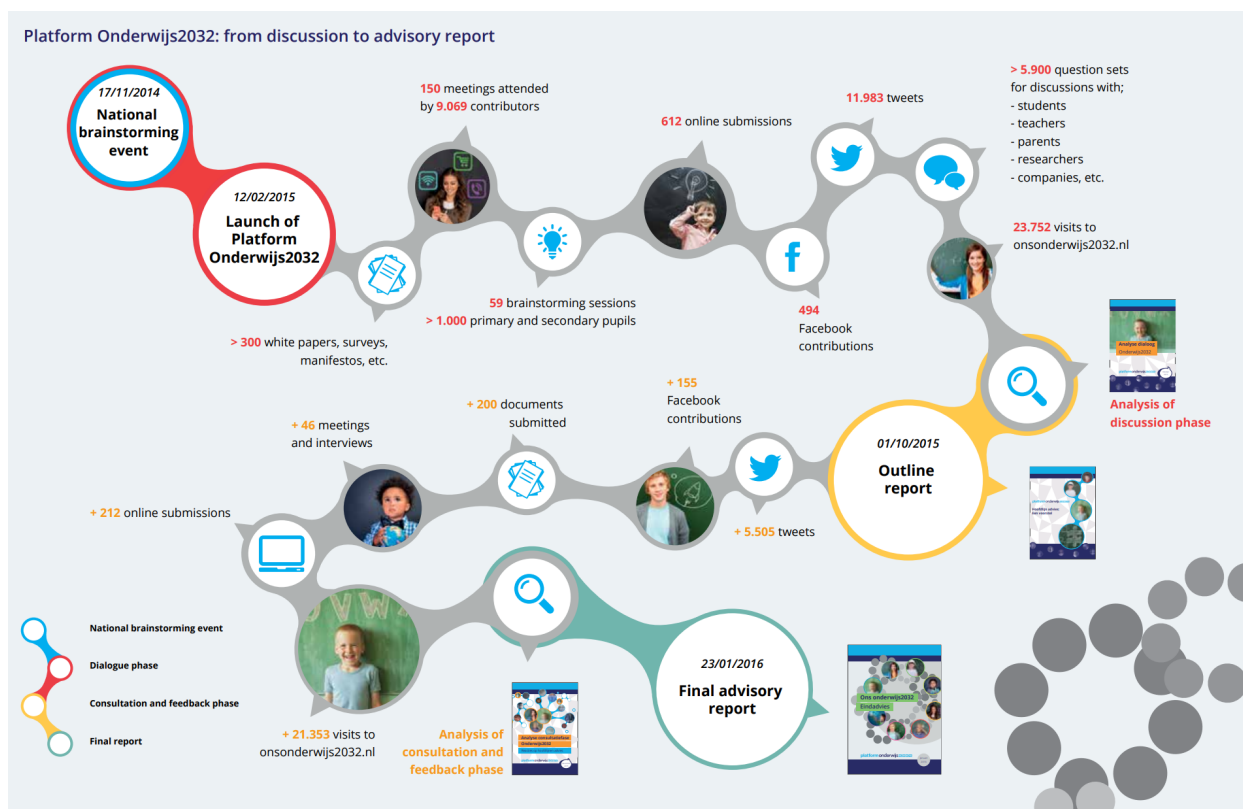 Platform Onderwijs2032: from discussion to advisory report
17/11/2014
National
brainstorming
event
12/02/2015
Launch of
Platform
Onderwijs2032
> 300 white papers, surveys,
manifestos, etc.
150 meetings attended
by 9.069 contributors
59 brainstorming sessions
> 1.000 primary and secondary pupils
612 online submissions
494
Facebook
contributions
11.983 tweets
> 5.900 question sets
for discussions with;
- students
- teachers
- parents
- researchers
- companies, etc.
23.752 visits to
onsonderwijs2032.nl
Analyse dialoog
Onderwijs2032
Analysis of
discussion phase
01/10/2015
Outline
report
+ 5.505 tweets
+ 155
Facebook
contributions
+ 200 documents
submitted
+ 46 meetings
and interviews
+ 212 online submissions
+ 21.353 visits to
onsonderwijs2032.nl
Analysis of
consultation and
feedback phase
Analyse consultatiefase
Onderwijs2032
23/01/2016
Final advisory
report
Ons onderwijs2032
Eindadvies
National brainstorming event
Dialogue phase
Consultation and feedback phase
Final report